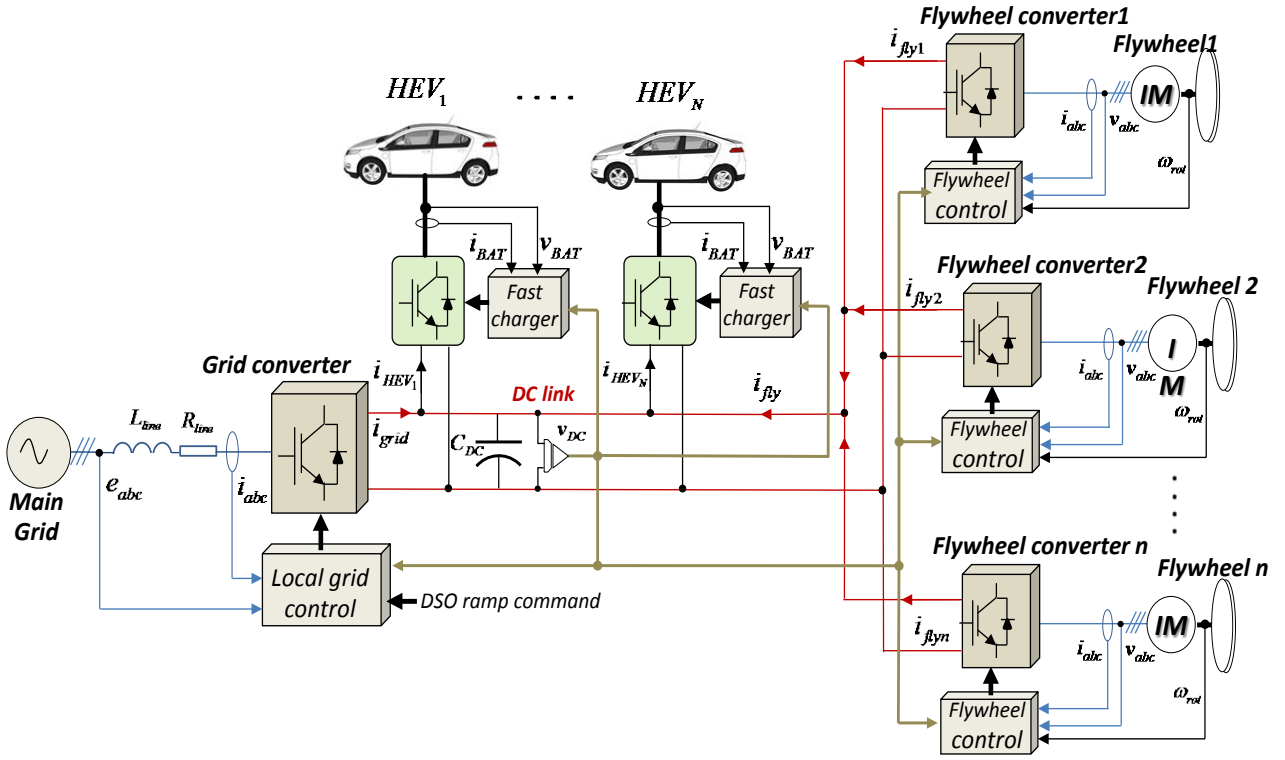 Flywheel converter1
i_fly1
Flywheel1
IM
i_abc
v_abc
ω_rot
Flywheel
control
HEV_1
. . . .
HEV_N
i_BAT
v_BAT
Fast
charger
i_BAT
v_BAT
Fast
charger
Flywheel converter2
i_fly2
Flywheel 2
I
M
i_abc
v_abc
ω_rot
Flywheel
control
Grid converter
i_HEV_1
DC link
i_HEV_N
i_fly
L_line
R_line
i_grid
C_DC
v_DC
Main
Grid
e_abc
i_abc
Local grid
control
DSO ramp command
Flywheel converter n
i_flyn
Flywheel n
IM
i_abc
v_abc
ω_rot
Flywheel
control